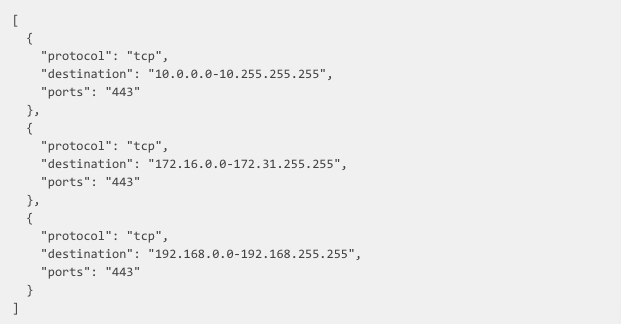 [
  {
    "protocol": "tcp",
    "destination": "10.0.0.0-10.255.255.255",
    "ports": "443"
  },
  {
    "protocol": "tcp",
    "destination": "172.16.0.0-172.31.255.255",
    "ports": "443"
  },
  {
    "protocol": "tcp",
    "destination": "192.168.0.0-192.168.255.255",
    "ports": "443"
  }
]